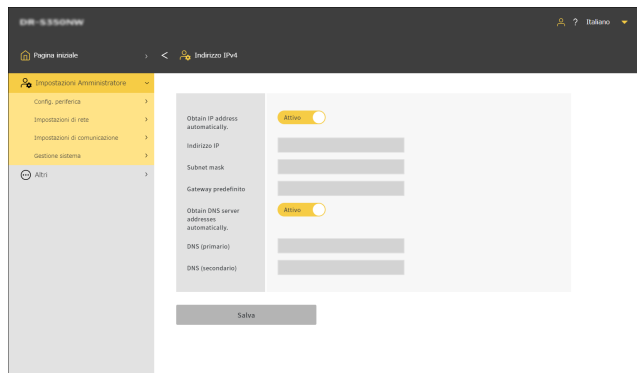 ? Italiano
Pagina iniziale
Indirizzo IPv4
Impostazioni Amministratore
Config. periferica
Impostazioni di rete
Impostazioni di comunicazione
Gestione sistema
Altri
Obtain IP address
automatically.
Attivo
Indirizzo IP
Subnet mask
Gateway predefinito
Obtain DNS server
addresses
automatically.
Attivo
DNS (primario)
DNS (secondario)
Salva